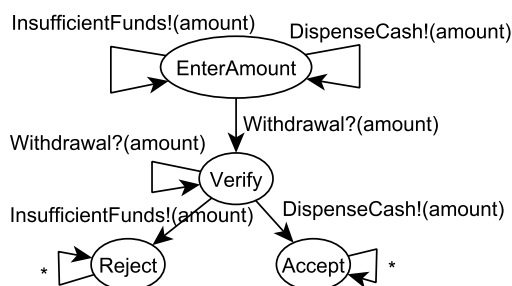 InsufficientFunds!(amount)
DispenseCash!(amount)
EnterAmount
Withdrawal?(amount)
Withdrawal?(amount)
Verify
InsufficientFunds!(amount)
DispenseCash!(amount)
* Reject
Accept *